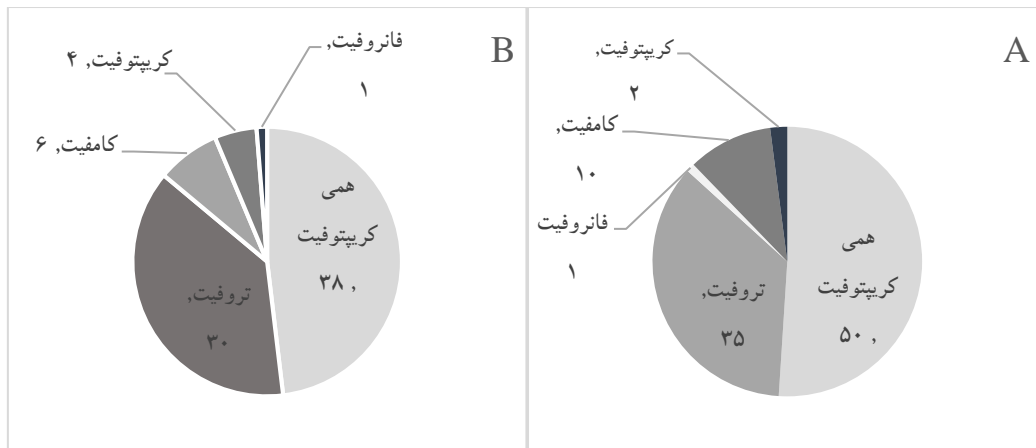 A
کریپتوفیت,
۲
کامفیت,
۱۰
فانروفیت
,
۱
تروفیت,
۳۵
همی
کریپتوفیت
, ۵۰
B
فانروفیت,
۱
کریپتوفیت, ۴
کامفیت, ۶
تروفیت,
۳۰
همی
کریپتوفیت
, ۳۸